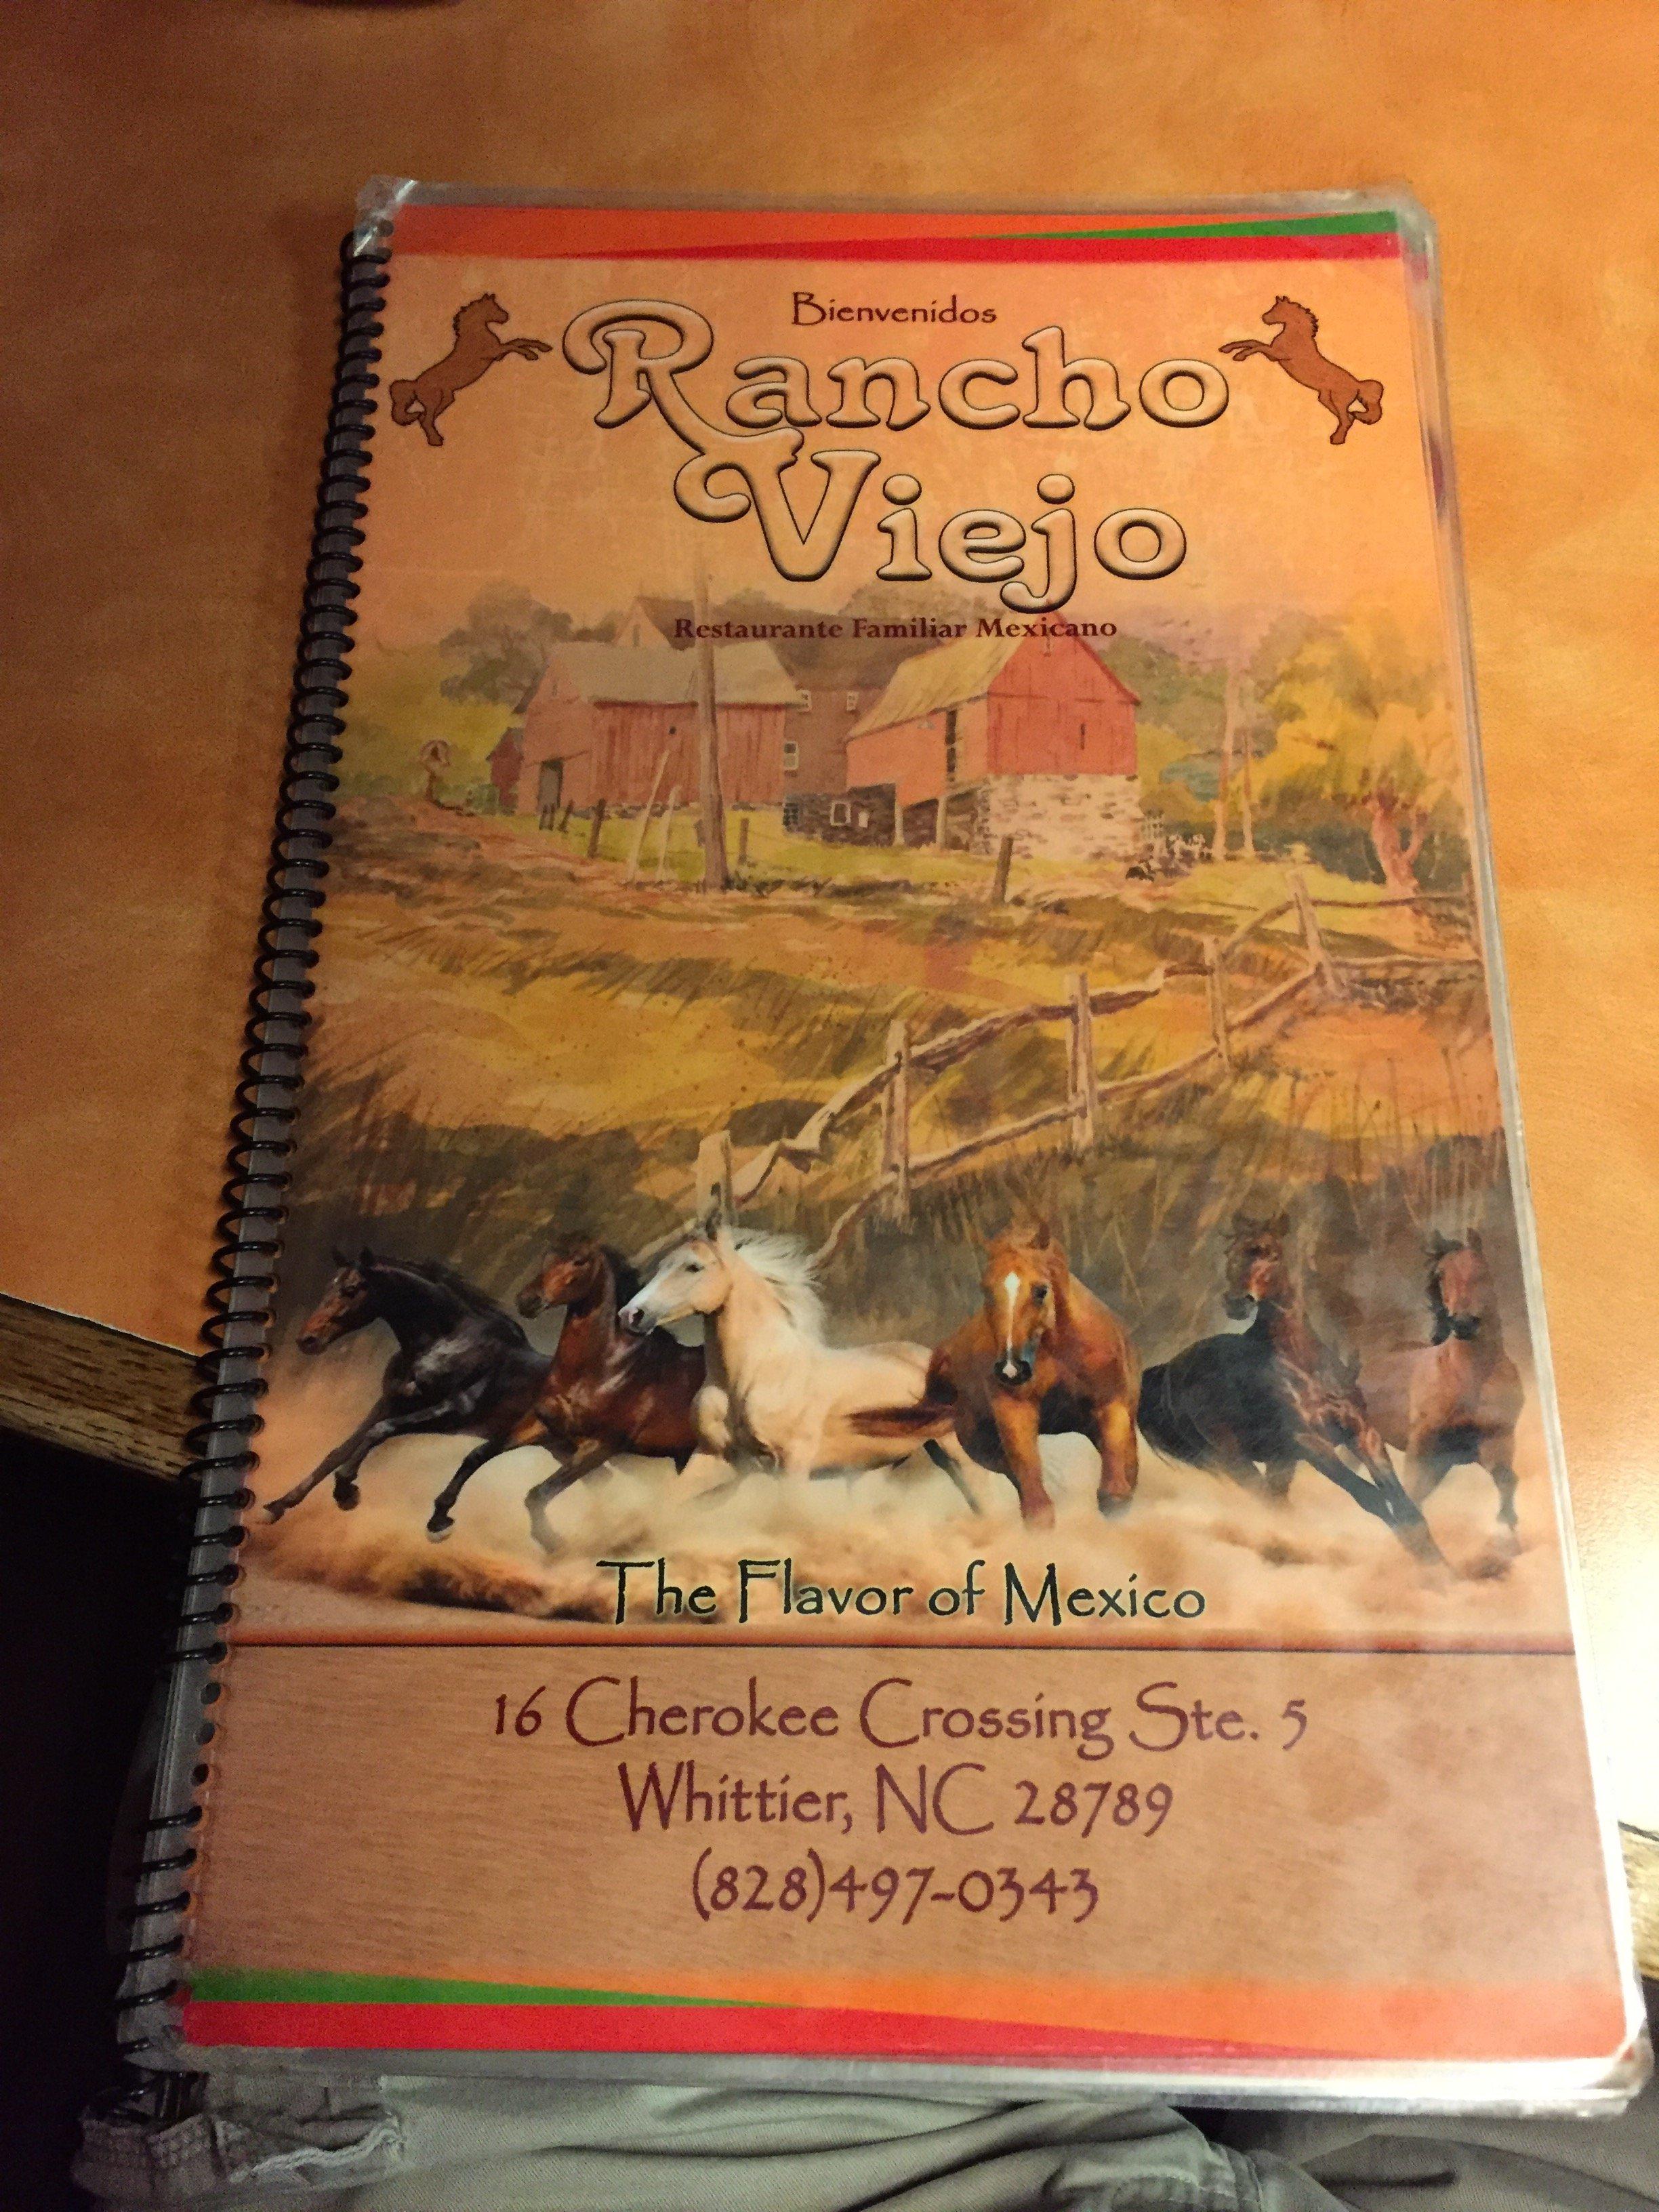 Bienvenidos
Rancho
Viejo
Restaurante Familiar Mexicano
The Flavor of Mexico
16 Cherokee Crossing Ste. 5
Whittier, NC 28789
(828)497-0343